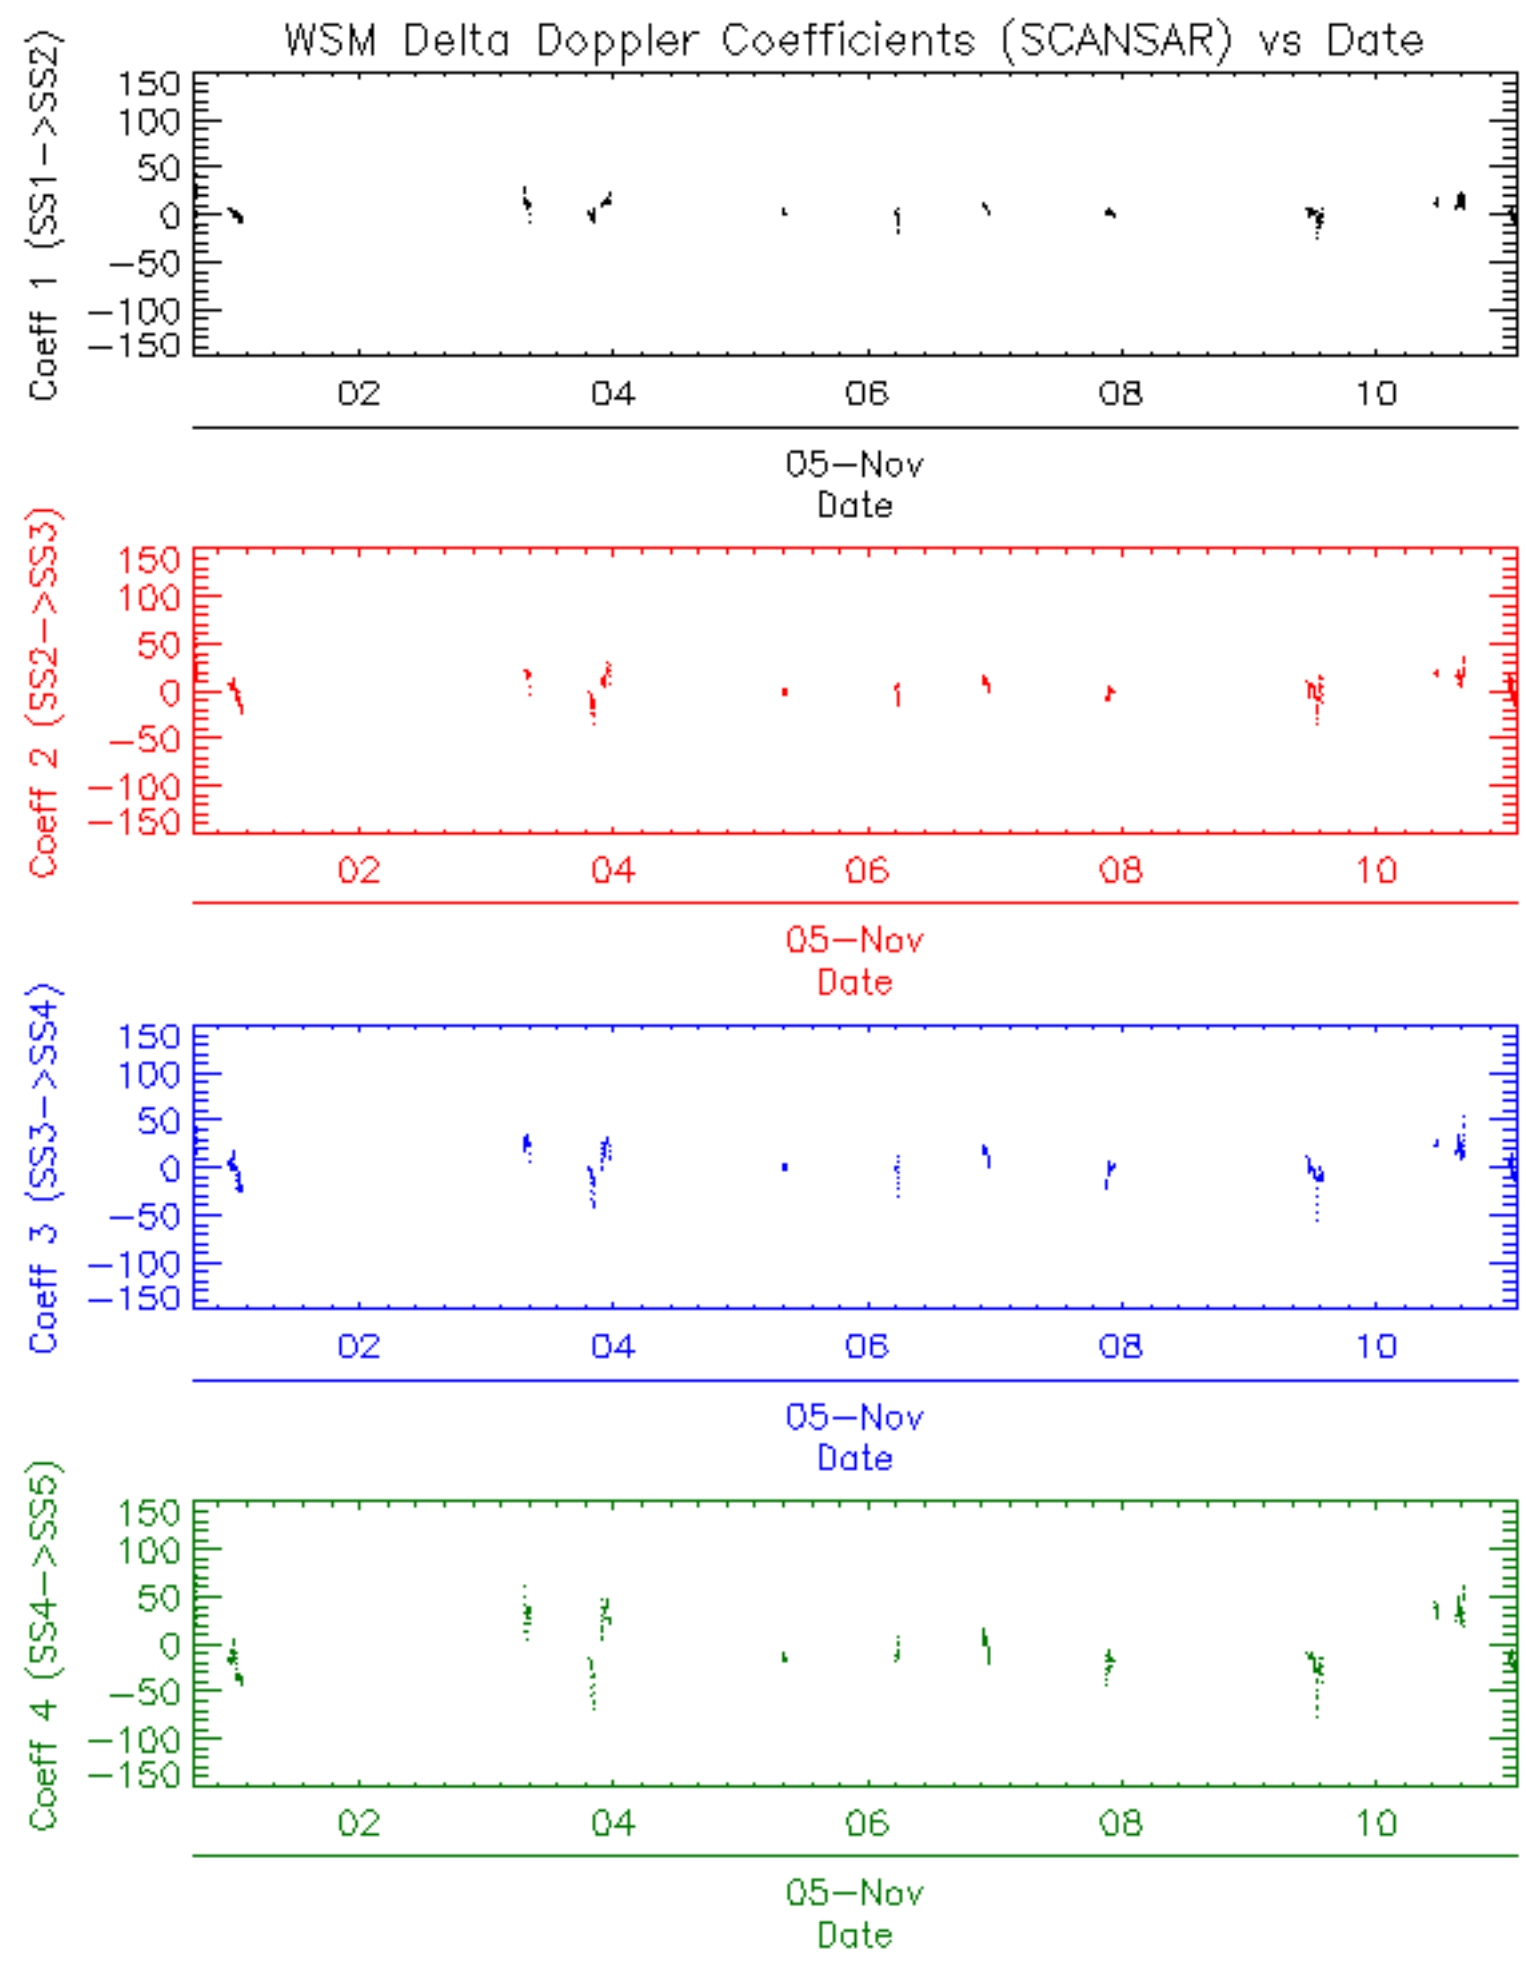 WSM Delta Doppler Coefficients (SCANSAR) vs Date
Coeff 1 (SS1->SS2)
150
100
50
0
-50
-100
-150
02 04 06 08 10
05-Nov
Date
Coeff 2 (SS2->SS3)
150
100
50
0
-50
-100
-150
02 04 06 08 10
05-Nov
Date
Coeff 3 (SS3->SS4)
150
100
50
0
-50
-100
-150
02 04 06 08 10
05-Nov
Date
Coeff 4 (SS4->SS5)
150
100
50
0
-50
-100
-150
02 04 06 08 10
05-Nov
Date